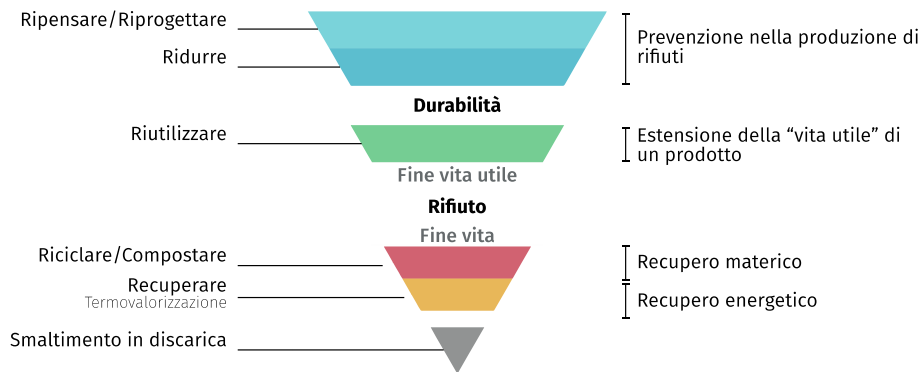 Ripensare/Riprogettare
Ridurre
Prevenzione nella produzione di
rifiuti
Durabilità
Riutilizzare
Estensione della “vita utile” di
un prodotto
Fine vita utile
Rifiuto
Fine vita
Riciclare/Compostare
Recupero materico
Recuperare
Termovalorizzazione
Recupero energetico
Smaltimento in discarica